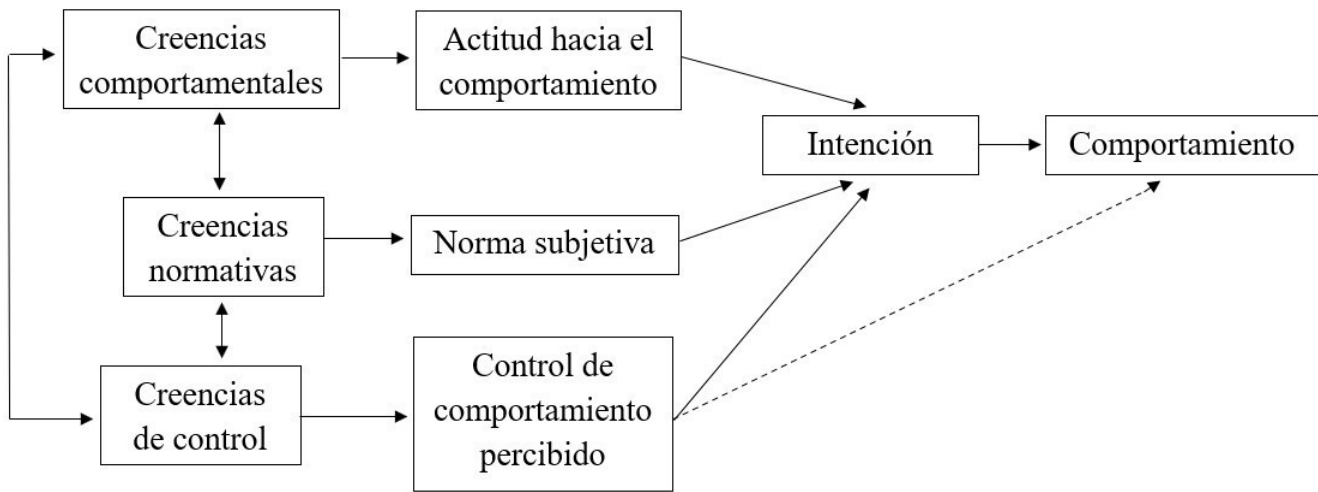 Creencias
comportamentales
Actitud hacia el
comportamiento
Intención
Comportamiento
Creencias
normativas
Norma subjetiva
Creencias
de control
Control de
comportamiento
percibido